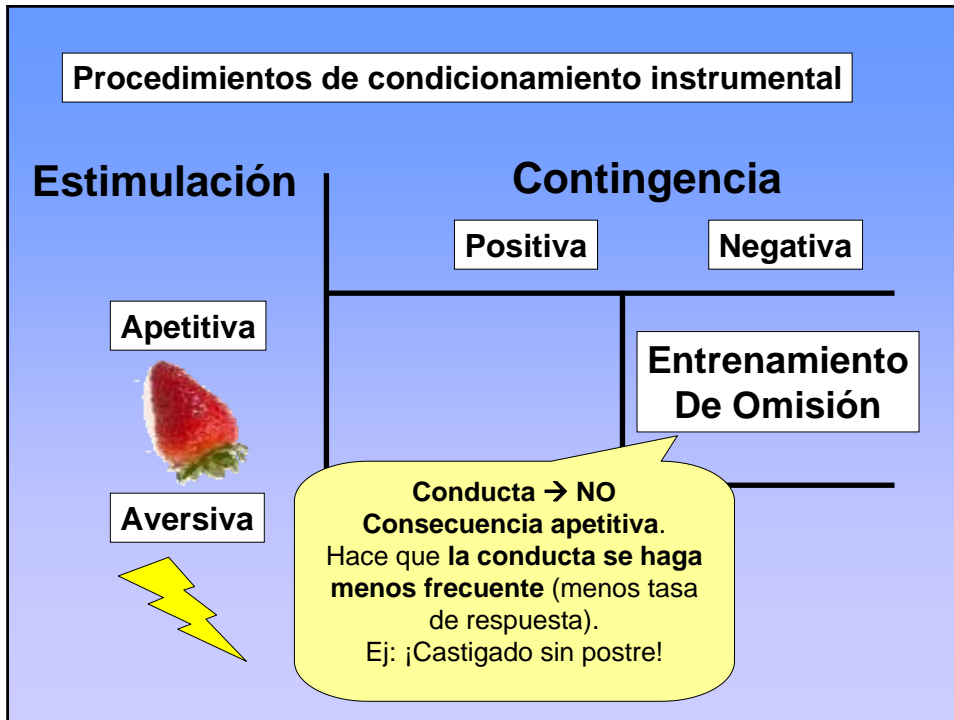 Procedimientos de condicionamiento instrumental
Estimulación
Contingencia
Positiva
Negativa
Apetitiva
Entrenamiento
De Omisión
Aversiva
Conducta → NO
Consecuencia apetitiva.
Hace que la conducta se haga
menos frecuente (menos tasa
de respuesta).
Ej: ¡Castigado sin postre!